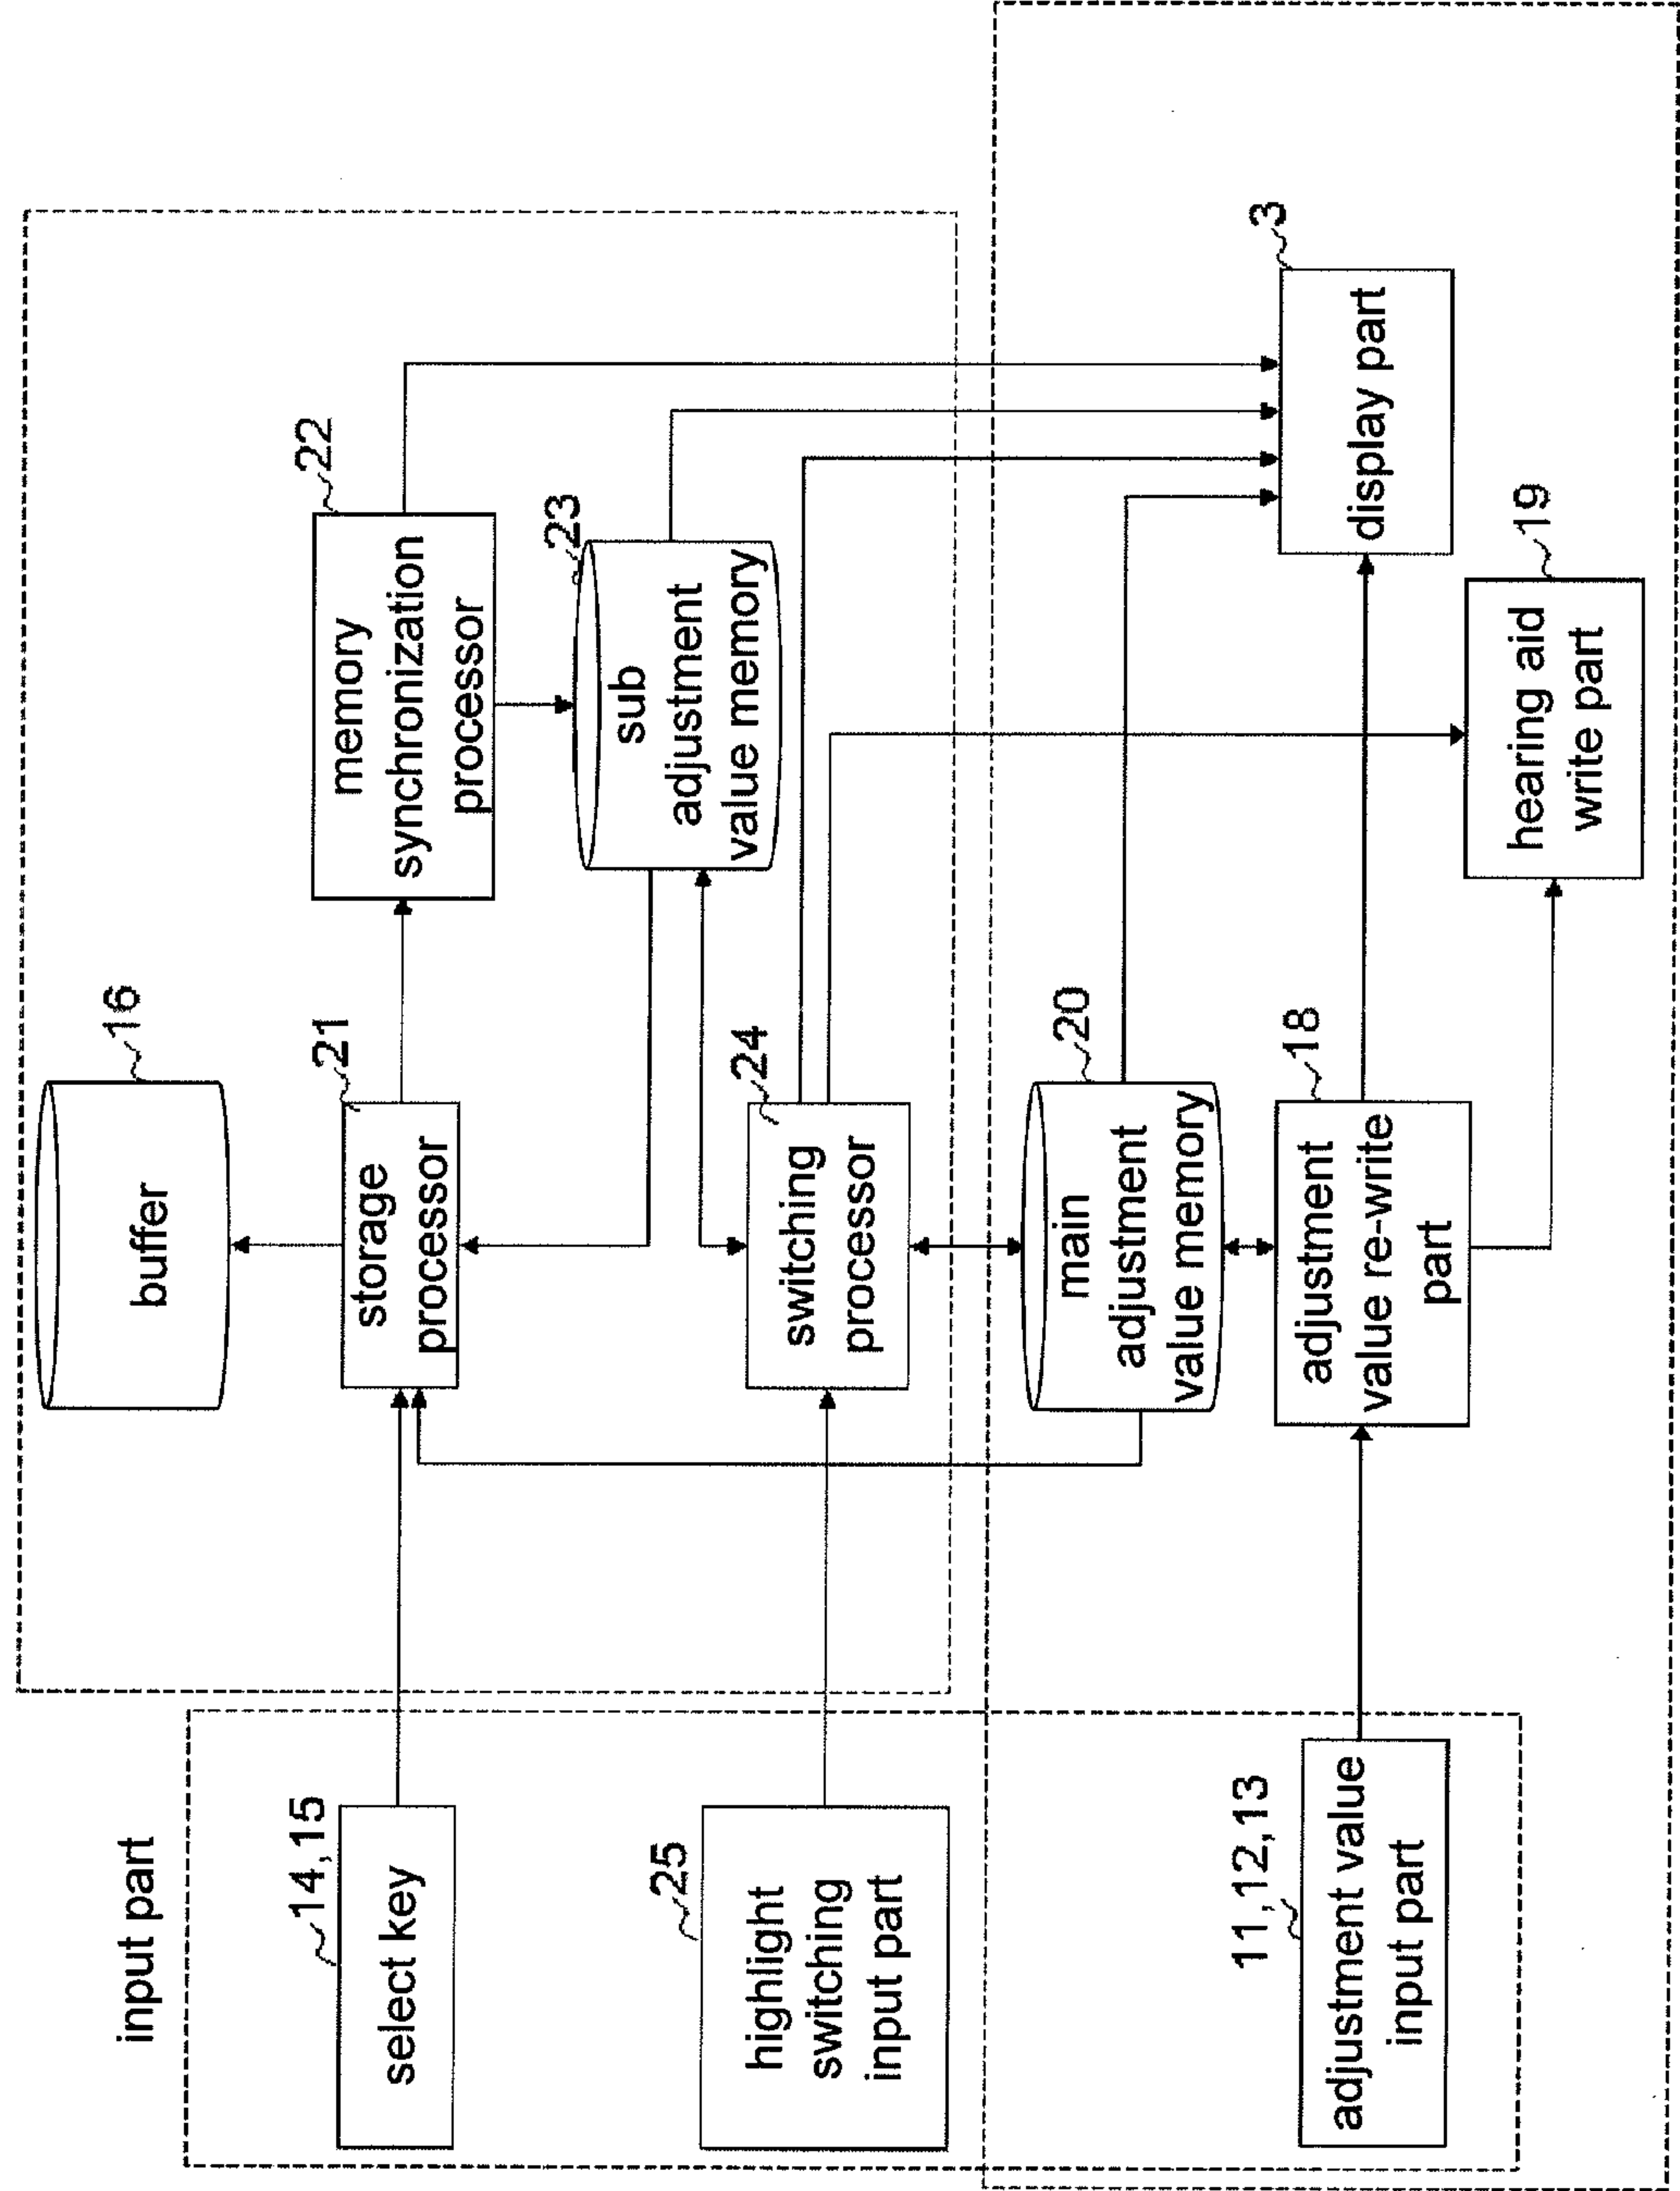 input part
14,15
select key
25
highlight
switching
input part
11,12,13
adjustment value
input part
16
buffer
21
storage
processor
24
switching
processor
20
main
adjustment
value memory
18
adjustment
value re-write
part
22
memory
synchronization
processor
23
sub
adjustment
value memory
19
hearing aid
write part
3
display part